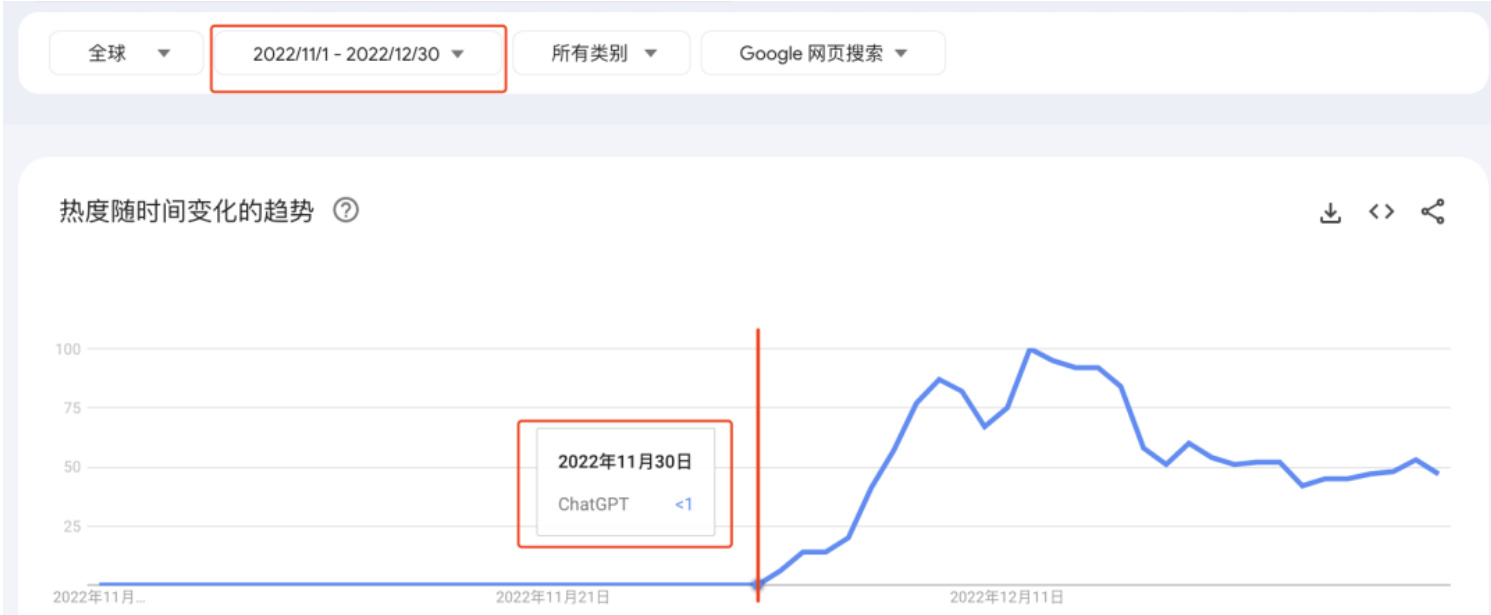 全球 2022/11/1 - 2022/12/30 所有类别 Google 网页搜索
热度随时间变化的趋势 ?
100
75
50
25
2022年11月30日
ChatGPT <1
2022年11月… 2022年11月21日 2022年12月11日